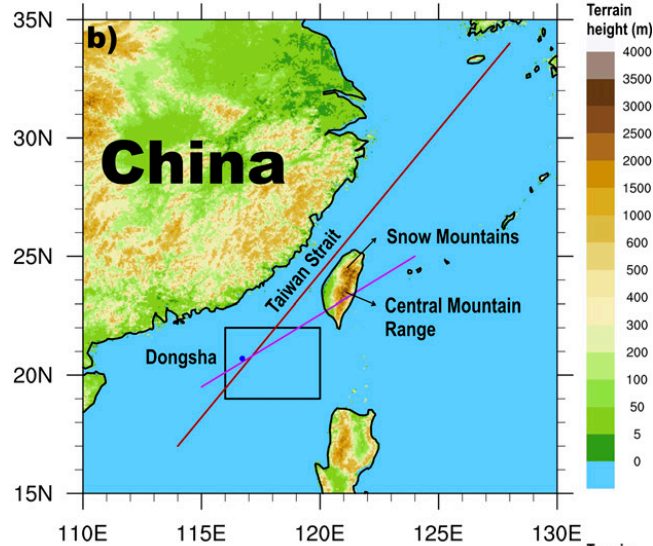 Terrain
height (m)
35N
30N
25N
20N
15N
110E
115E
120E
125E
130E
b)
China
Taiwan Strait
Snow Mountains
Central Mountain
Range
Dongsha
4000
3500
3000
2500
2000
1500
1000
600
500
400
300
200
100
50
5
0